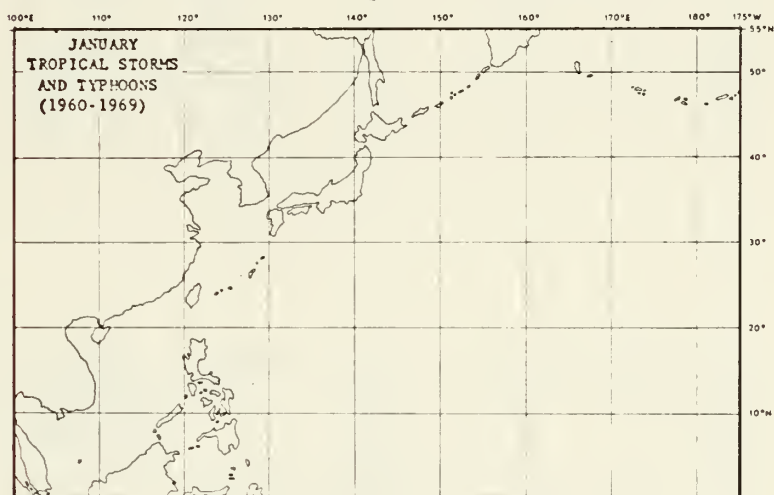 100°E 110° 120° 130° 140° 150° 160° 170°E 180° 175°W
JANUARY
TROPICAL STORMS
AND TYPHOONS
(1960-1969)
55°N
50°
40°
30°
20°
10°N